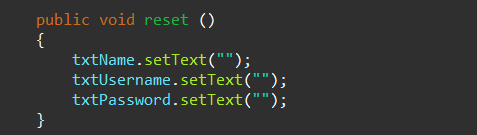 public void reset ()
{
txtName.setText("");
txtUsername.setText("");
txtPassword.setText("");
}